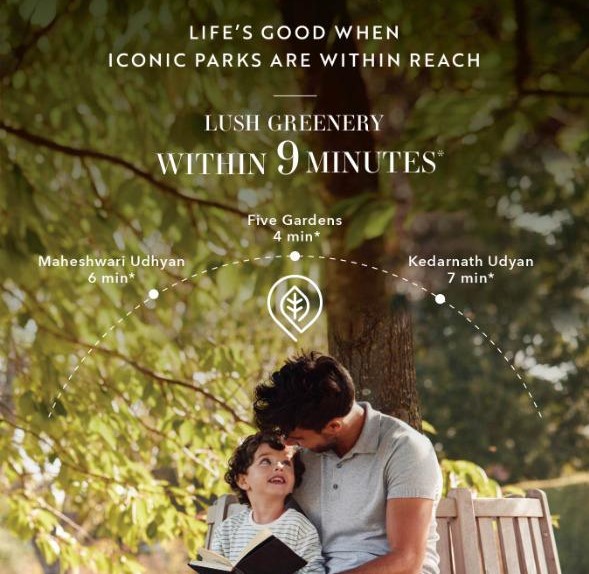 LIFE'S GOOD WHEN
ICONIC PARKS ARE WITHIN REACH
LUSH GREENERY
WITHIN 9 MINUTES*
Five Gardens
4 min*
Maheshwari Udhyan
6 min*
Kedarnath Udyan
7 min*